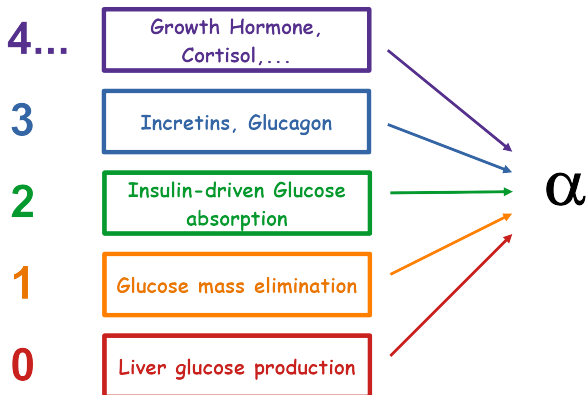 4...
Growth Hormone,
Cortisol,...
3
Incretins, Glucagon
2
Insulin-driven Glucose
absorption
α
1
Glucose mass elimination
0
Liver glucose production